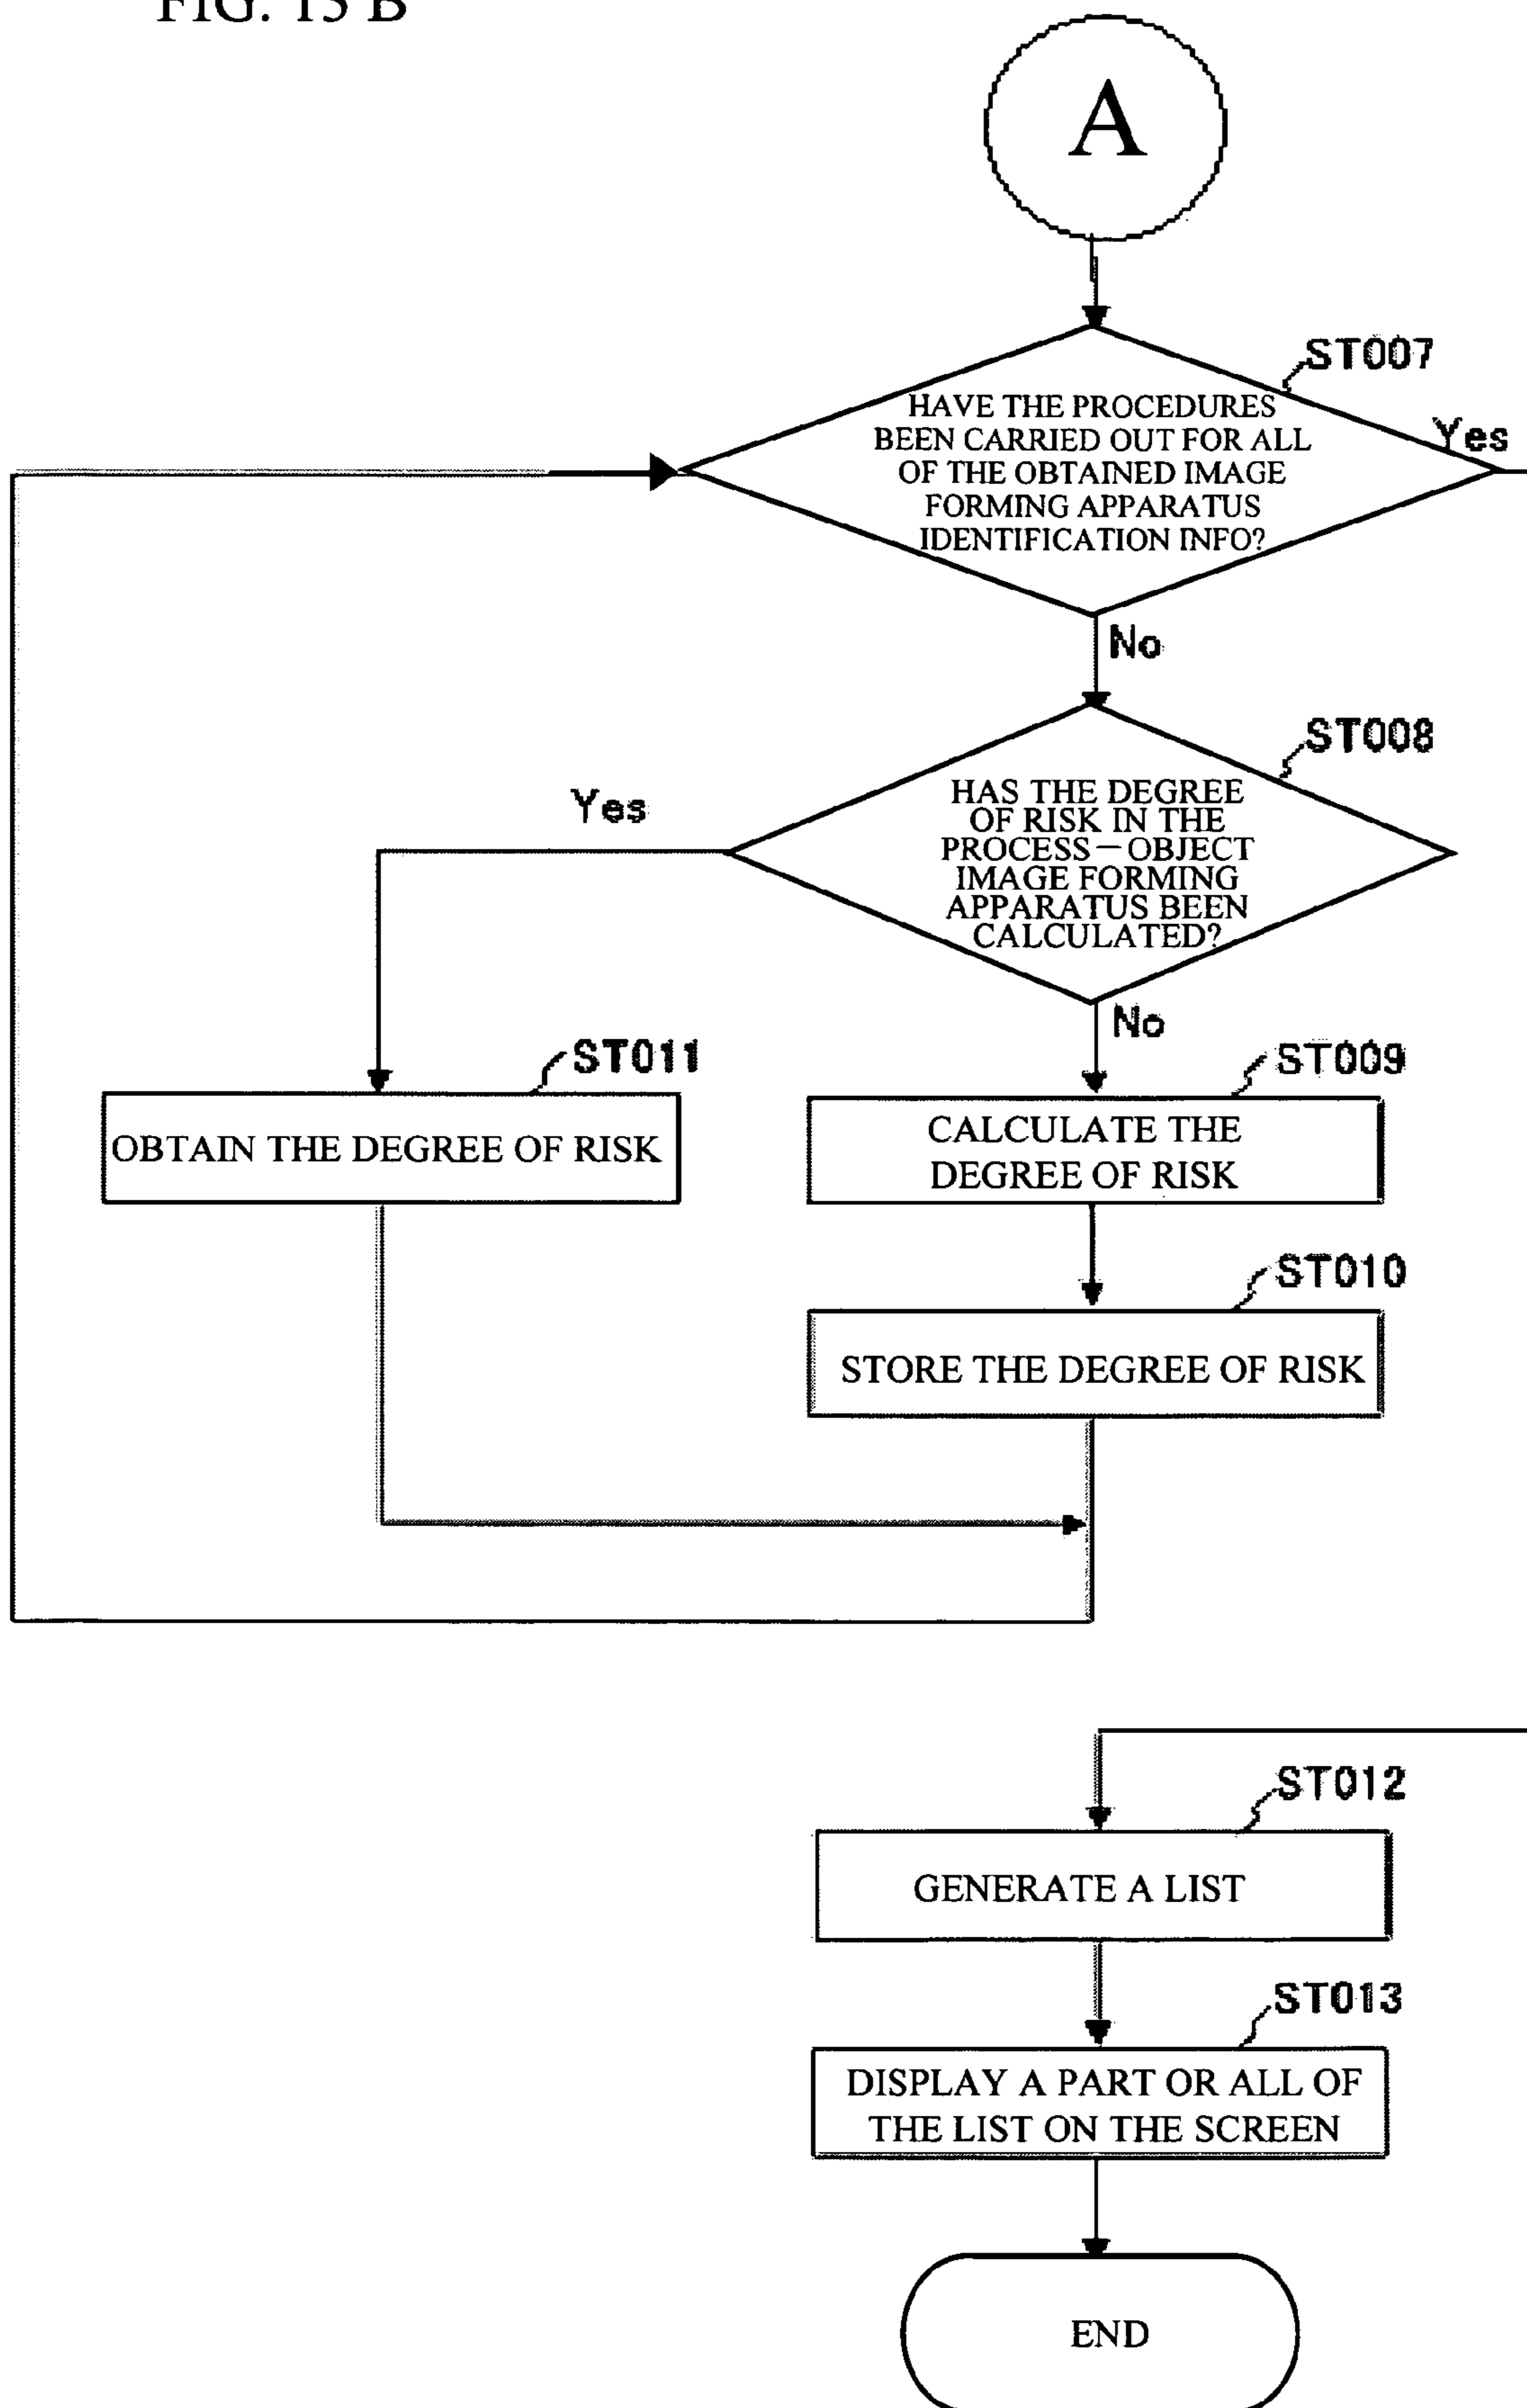 FIG. 15 B
A
ST007
HAVE THE PROCEDURES
BEEN CARRIED OUT FOR ALL
OF THE OBTAINED IMAGE
FORMING APPARATUS
IDENTIFICATION INFO?
Yes
No
ST008
HAS THE DEGREE
OF RISK IN THE
PROCESS—OBJECT
IMAGE FORMING
APPARATUS BEEN
CALCULATED?
Yes
No
ST011
OBTAIN THE DEGREE OF RISK
ST009
CALCULATE THE
DEGREE OF RISK
ST010
STORE THE DEGREE OF RISK
ST012
GENERATE A LIST
ST013
DISPLAY A PART OR ALL OF
THE LIST ON THE SCREEN
END